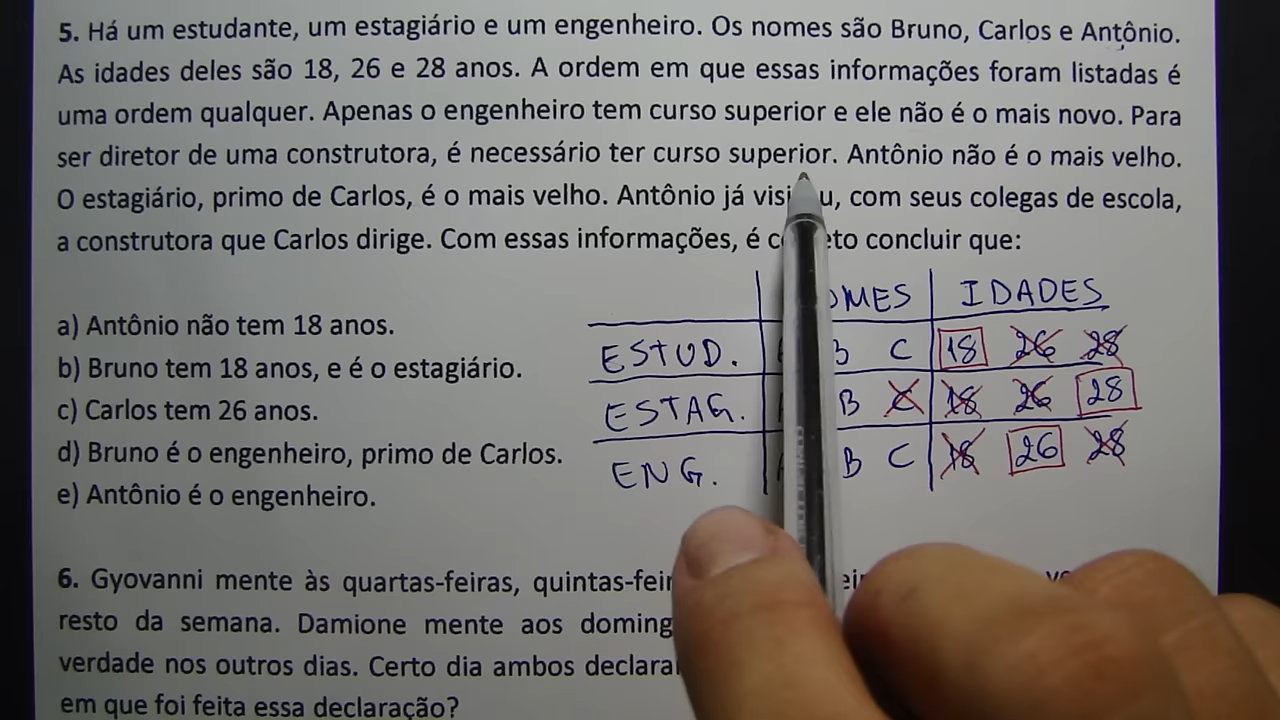 5. Há um estudante, um estagiário e um engenheiro. Os nomes são Bruno, Carlos e Antônio.
As idades deles são 18, 26 e 28 anos. A ordem em que essas informações foram listadas é
uma ordem qualquer. Apenas o engenheiro tem curso superior e ele não é o mais novo. Para
ser diretor de uma construtora, é necessário ter curso superior. Antônio não é o mais velho.
O estagiário, primo de Carlos, é o mais velho. Antônio já com seus colegas de escola,
a construtora que Carlos dirige. Com essas informações, é concluir que:
a) Antônio não tem 18 anos.
b) Bruno tem 18 anos, e é o estagiário.
c) Carlos tem 26 anos.
d) Bruno é o engenheiro, primo de Carlos.
e) Antônio é o engenheiro.
IDADES
ESTUD. B C 18 26 28
ESTAG. B C 18 26 28
ENG. B C 18 26 28
6. Gyovanni mente às quartas-feiras,
resto da semana. Damione mente aos
verdade nos outros dias. Certo dia ambos
em que foi feita essa declaração?